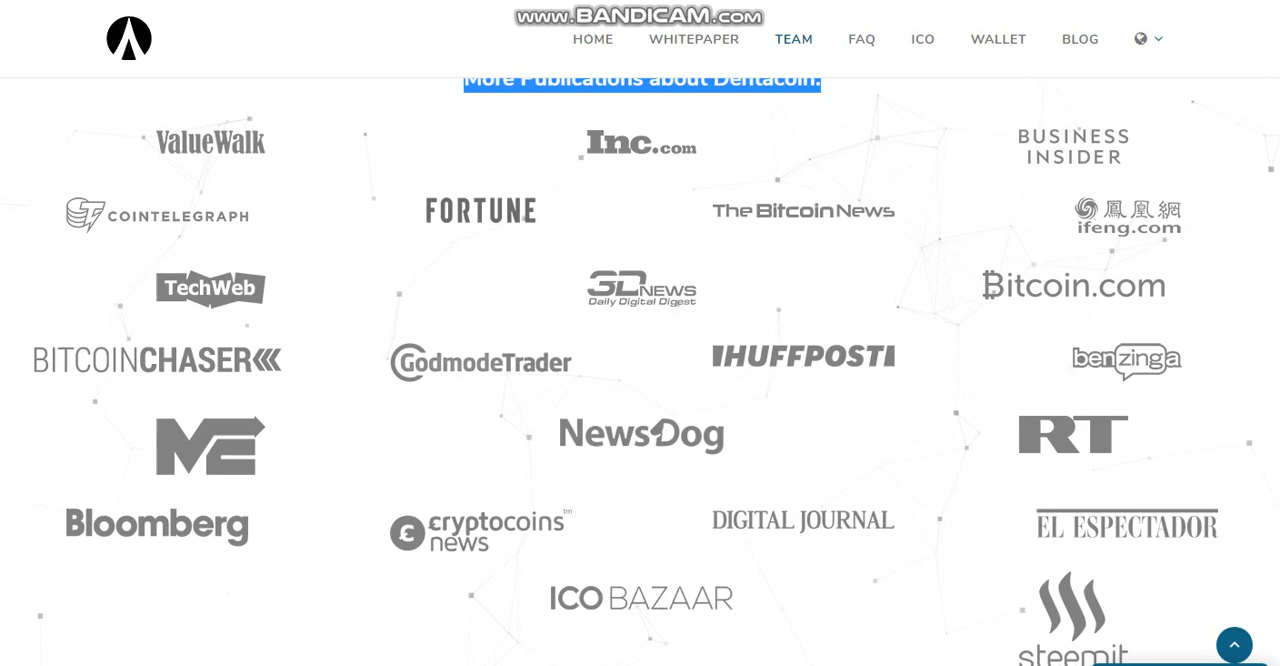 www.BANDICAM.com
HOME WHITEPAPER TEAM FAQ ICO WALLET BLOG
More Publications about Dentacoin:
ValueWalk
Inc.com
BUSINESS
INSIDER
COINTELEGRAPH
FORTUNE
The Bitcoin News
鳳凰網
ifeng.com
TechWeb
3DNEWS
Daily Digital Digest
Bitcoin.com
BITCOINCHASER
GodmodeTrader
HUFFPOST
benzinga
ME
NewsDog
RT
Bloomberg
cryptocoins
news
tm
DIGITAL JOURNAL
EL ESPECTADOR
ICO BAZAAR
steemit